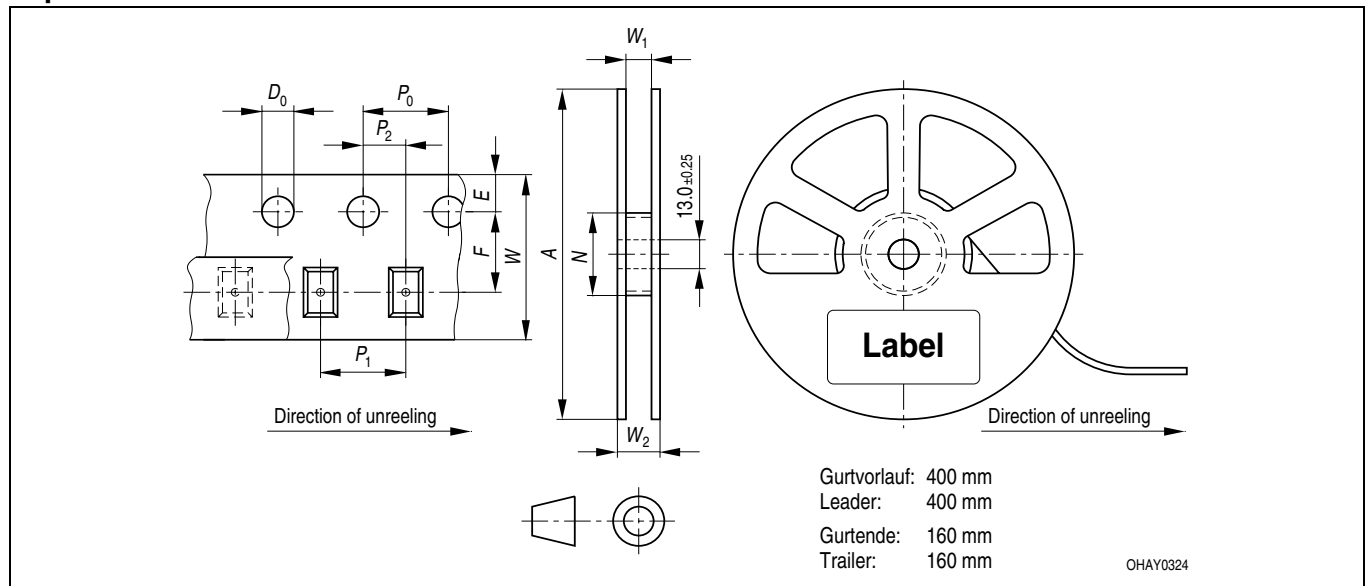 W₁
D₀
P₀
P₂
E
F
W
A
N
13.0±0.25
P₁
W₂
Label
Direction of unreeling
Direction of unreeling
Gurtvorlauf: 400 mm
Leader: 400 mm
Gurtende: 160 mm
Trailer: 160 mm
OHAY0324